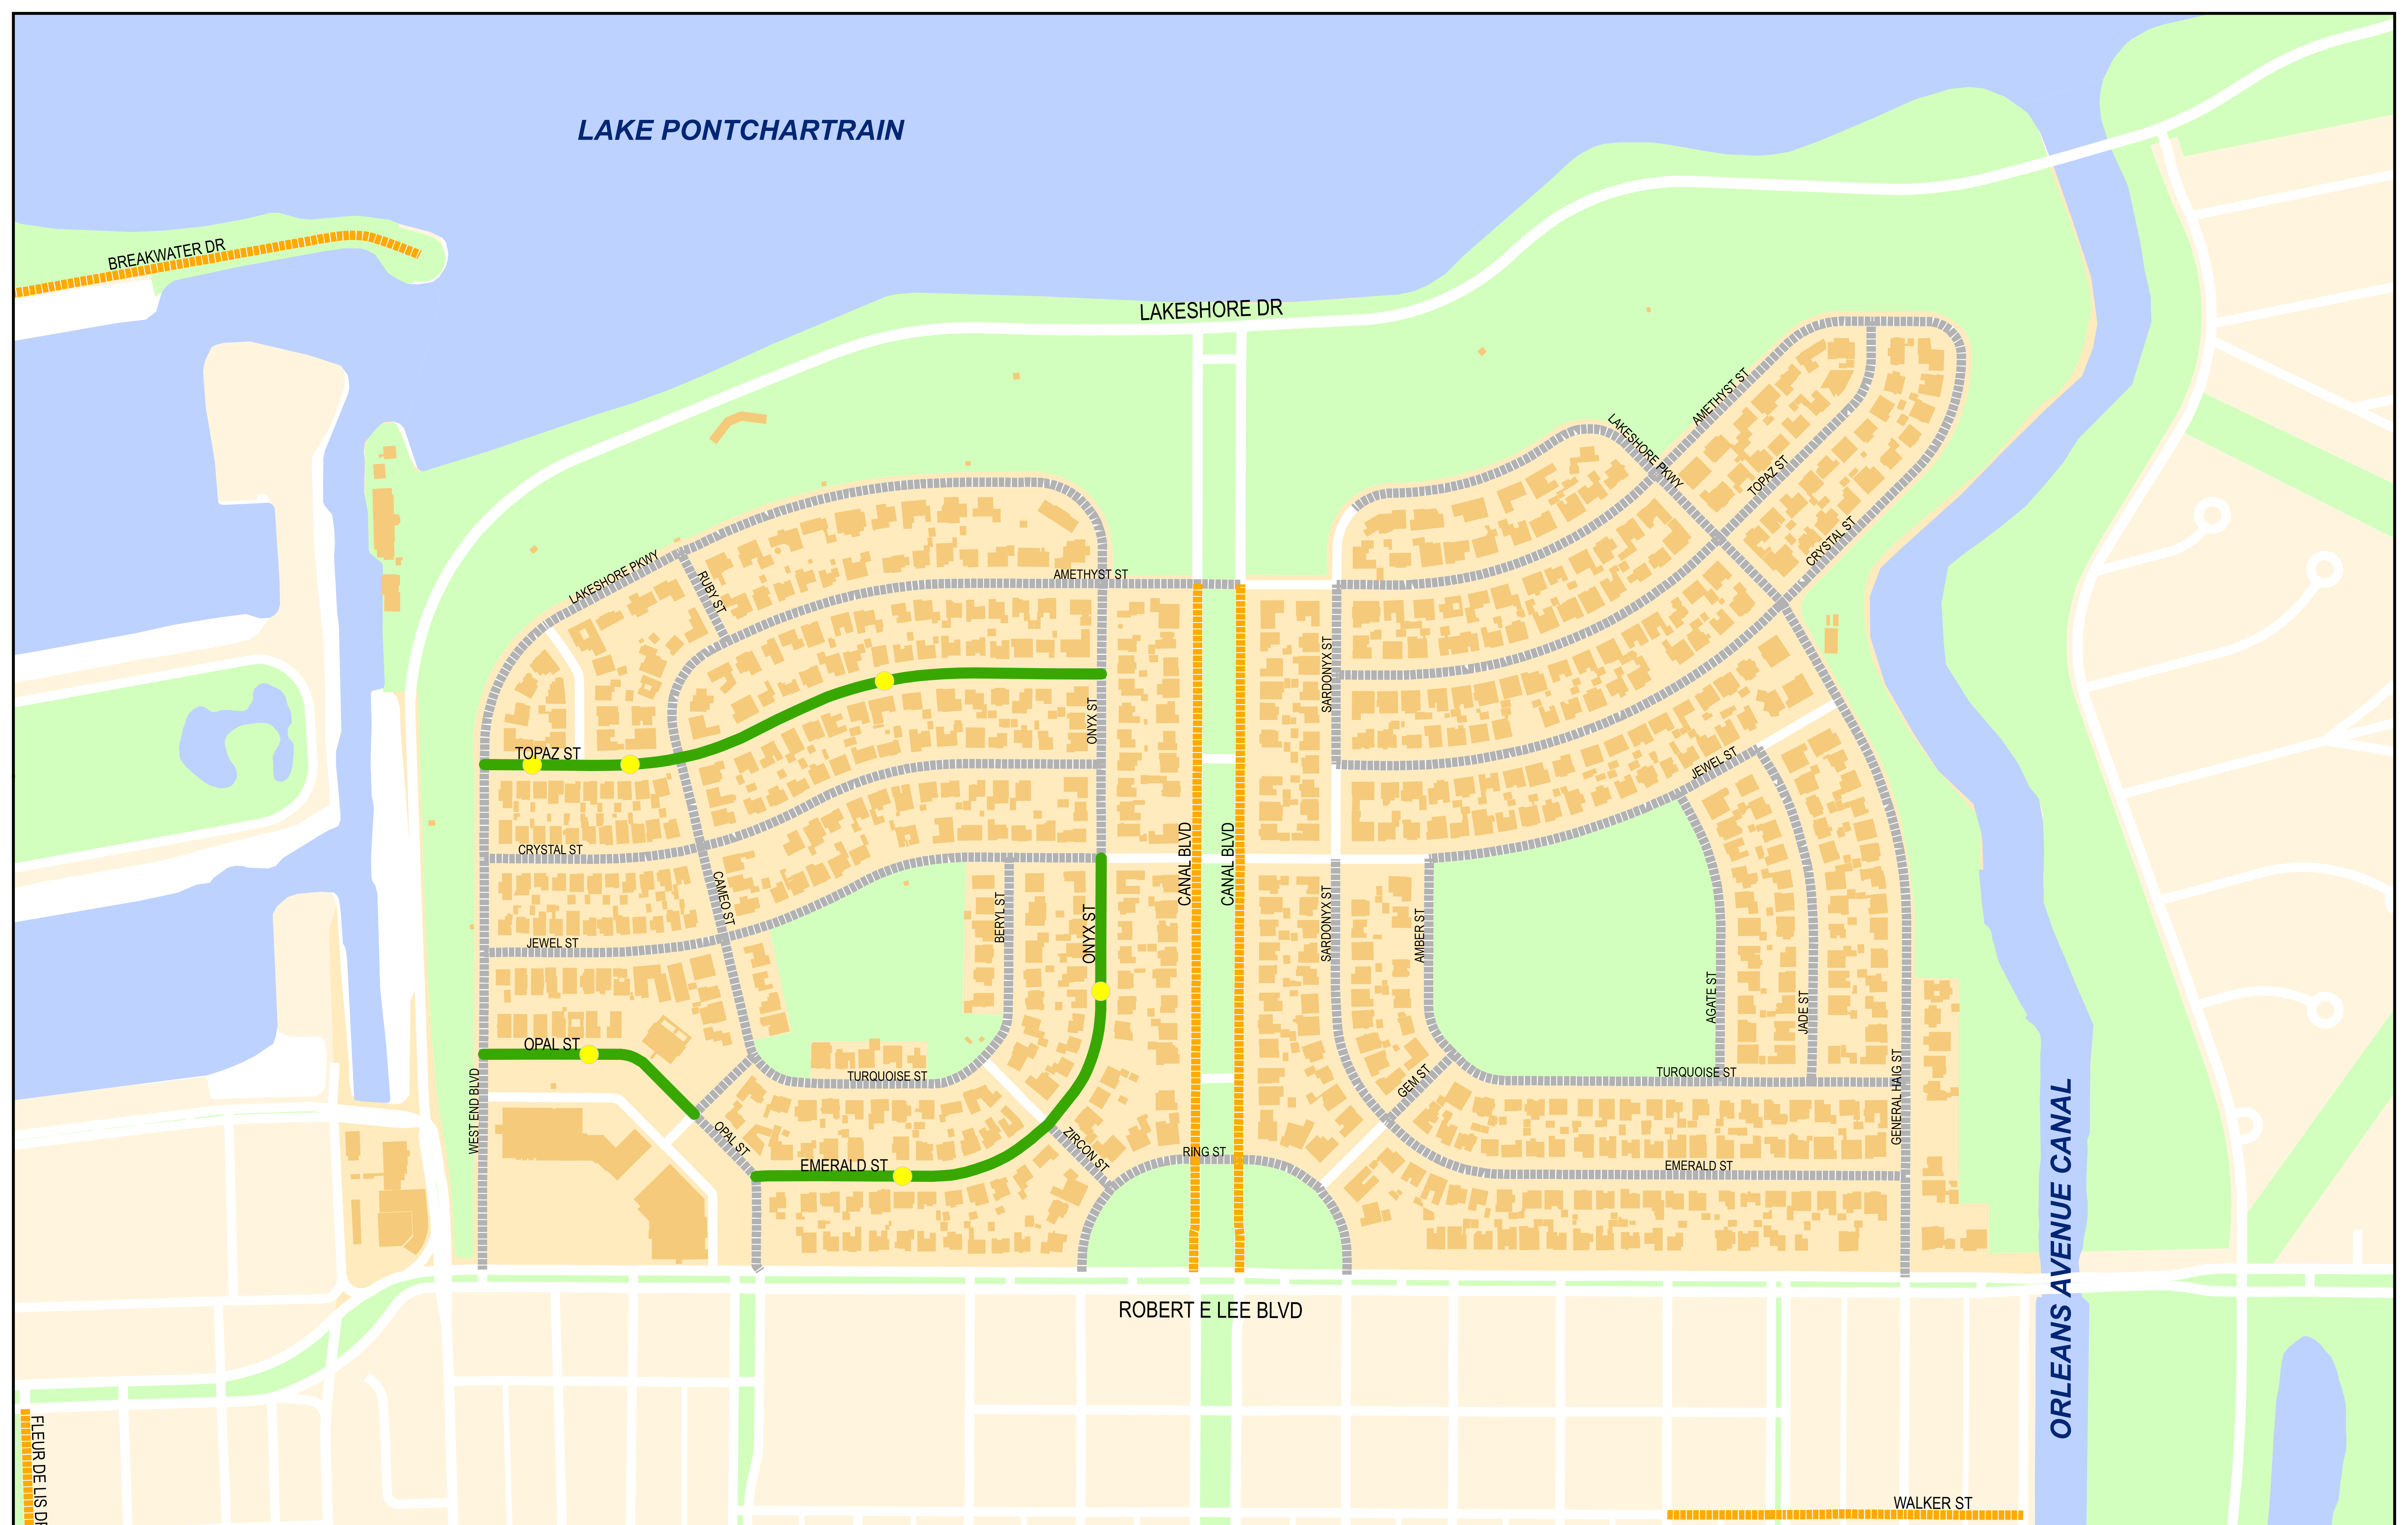 LAKE PONTCHARTRAIN
BREAKWATER DR
LAKESHORE DR
AMETHYST ST
LAKESHORE PKWY
TOPAZ ST
CRYSTAL ST
LAKESHORE PKWY
RUBY ST
AMETHYST ST
SARDONYX ST
ONYX ST
TOPAZ ST
JEWEL ST
CRYSTAL ST
CANAL BLVD
CANAL BLVD
CAMEO ST
BERYL ST
ONYX ST
SARDONYX ST
AMBER ST
JEWEL ST
AGATE ST
JADE ST
OPAL ST
TURQUOISE ST
TURQUOISE ST
GEM ST
WEST END BLVD
GENERAL HAIG ST
OPAL ST
ZIRCON ST
RING ST
EMERALD ST
EMERALD ST
ORLEANS AVENUE CANAL
ROBERT E LEE BLVD
FLEUR DE LIS DR
WALKER ST